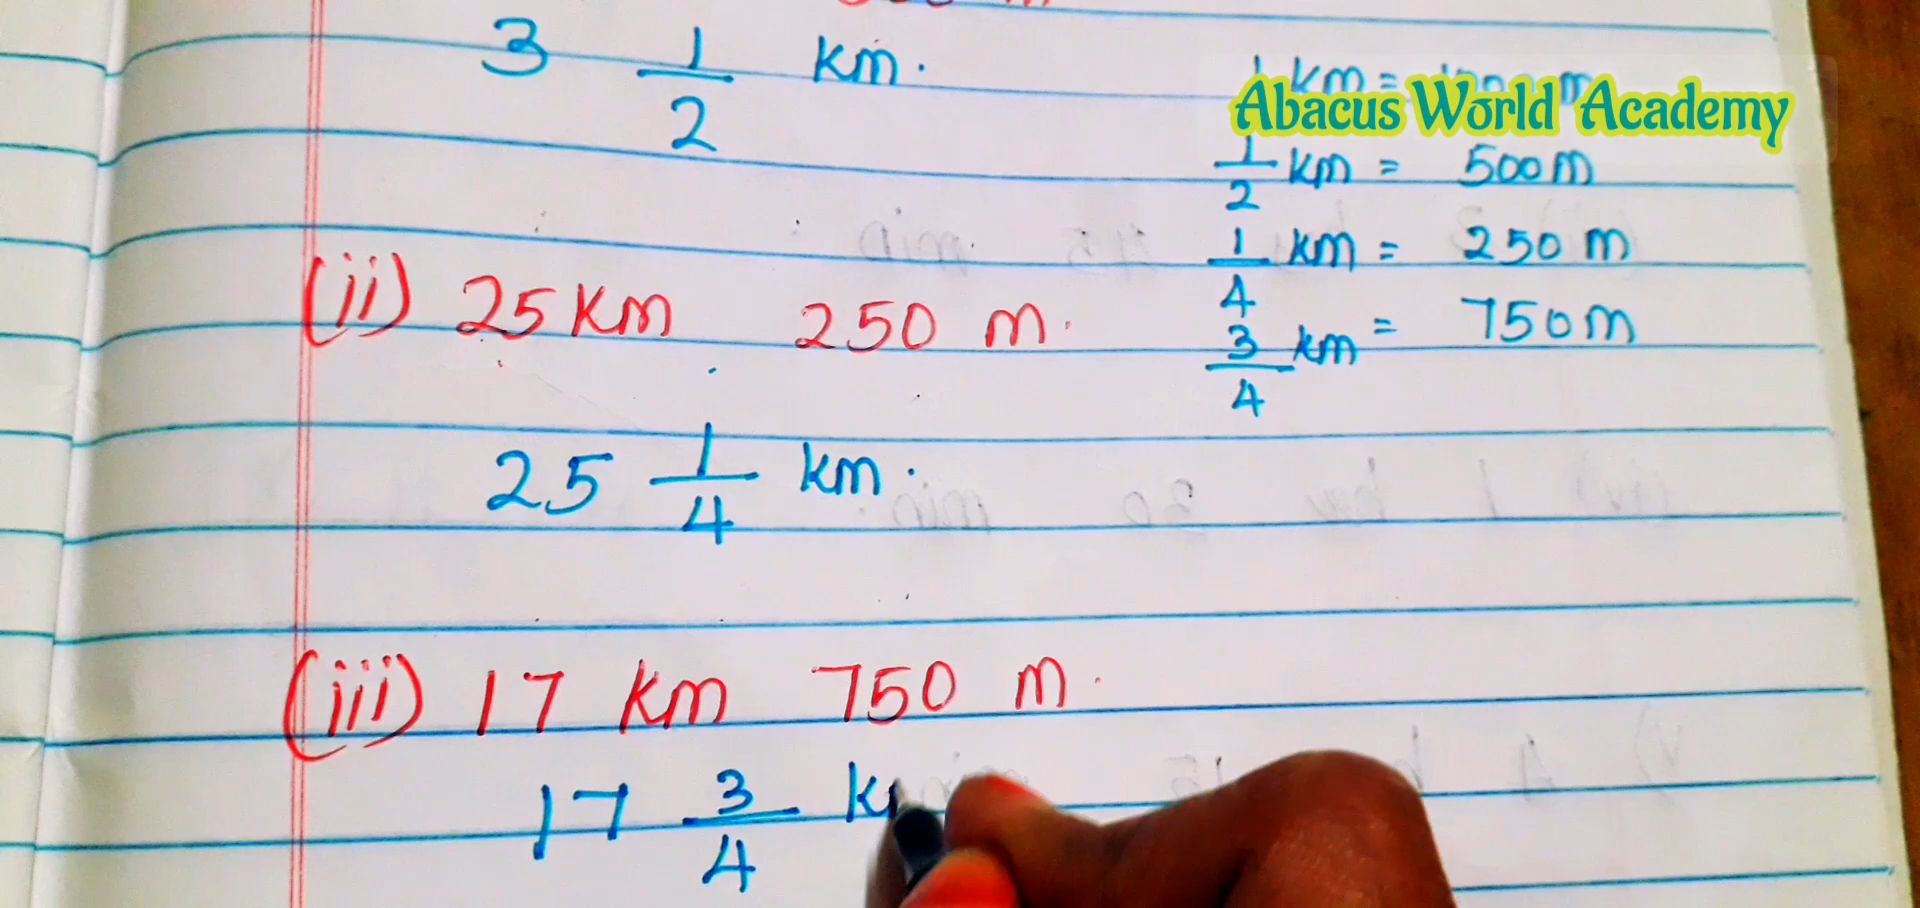 3 1/2 km.
km =
Abacus World Academy
1/2 km = 500 m
1/4 km = 250 m
3/4 km = 750 m
(ii) 25 km 250 m.
25 1/4 km.
(iii) 17 km 750 m.
17 3/4